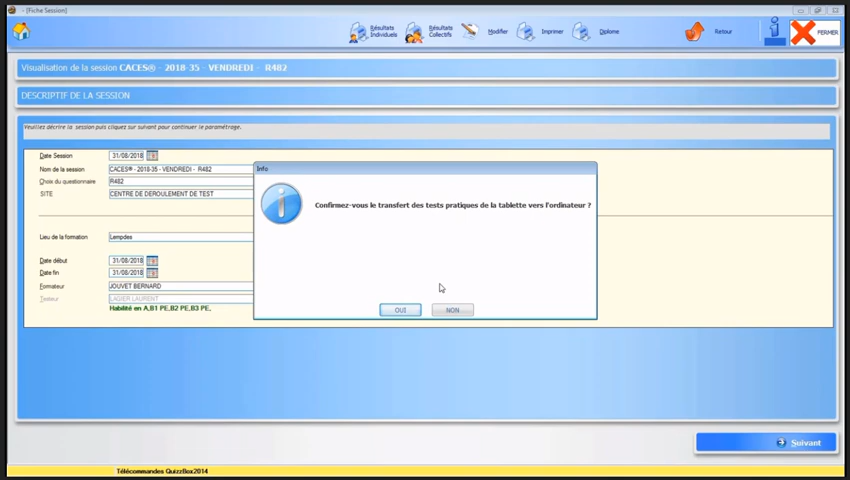 - [Fiche Session]
Résultats Individuels
Résultats Collectifs
Modifier
Imprimer
Diplome
Retour
FERMER
Visualisation de la session CACES® - 2018-35 - VENDREDI - R482
DESCRIPTIF DE LA SESSION
Veuillez décrire la session puis cliquez sur suivant pour continuer le paramétrage.
Date Session 31/08/2018
Nom de la session CACES® - 2018-35 - VENDREDI - R482
Choix du questionnaire R482
SITE CENTRE DE DEROULEMENT DE TEST
Lieu de la formation Lempdes
Date début 31/08/2018
Date fin 31/08/2018
Formateur JOUVET BERNARD
Testeur LAGIER LAURENT
Habilité en A,B1 PE,B2 PE,B3 PE,
Info
Confirmez-vous le transfert des tests pratiques de la tablette vers l'ordinateur ?
OUI
NON
Suivant
Télécommandes QuizzBox2014